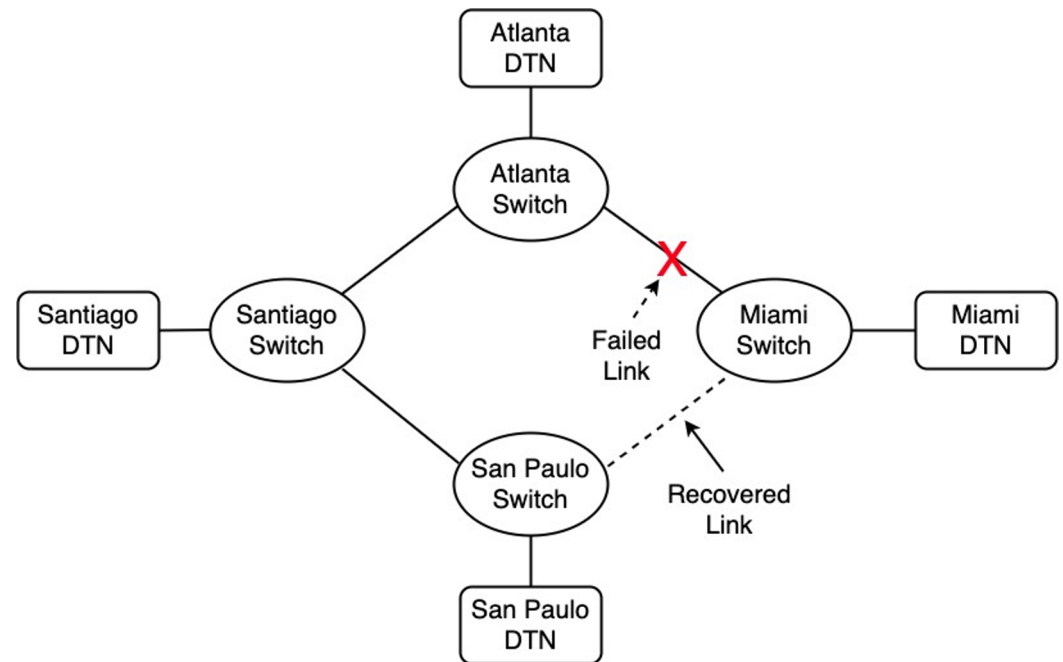 Atlanta
DTN
Atlanta
Switch
X
Santiago
DTN
Santiago
Switch
Failed
Link
Miami
Switch
Miami
DTN
San Paulo
Switch
Recovered
Link
San Paulo
DTN